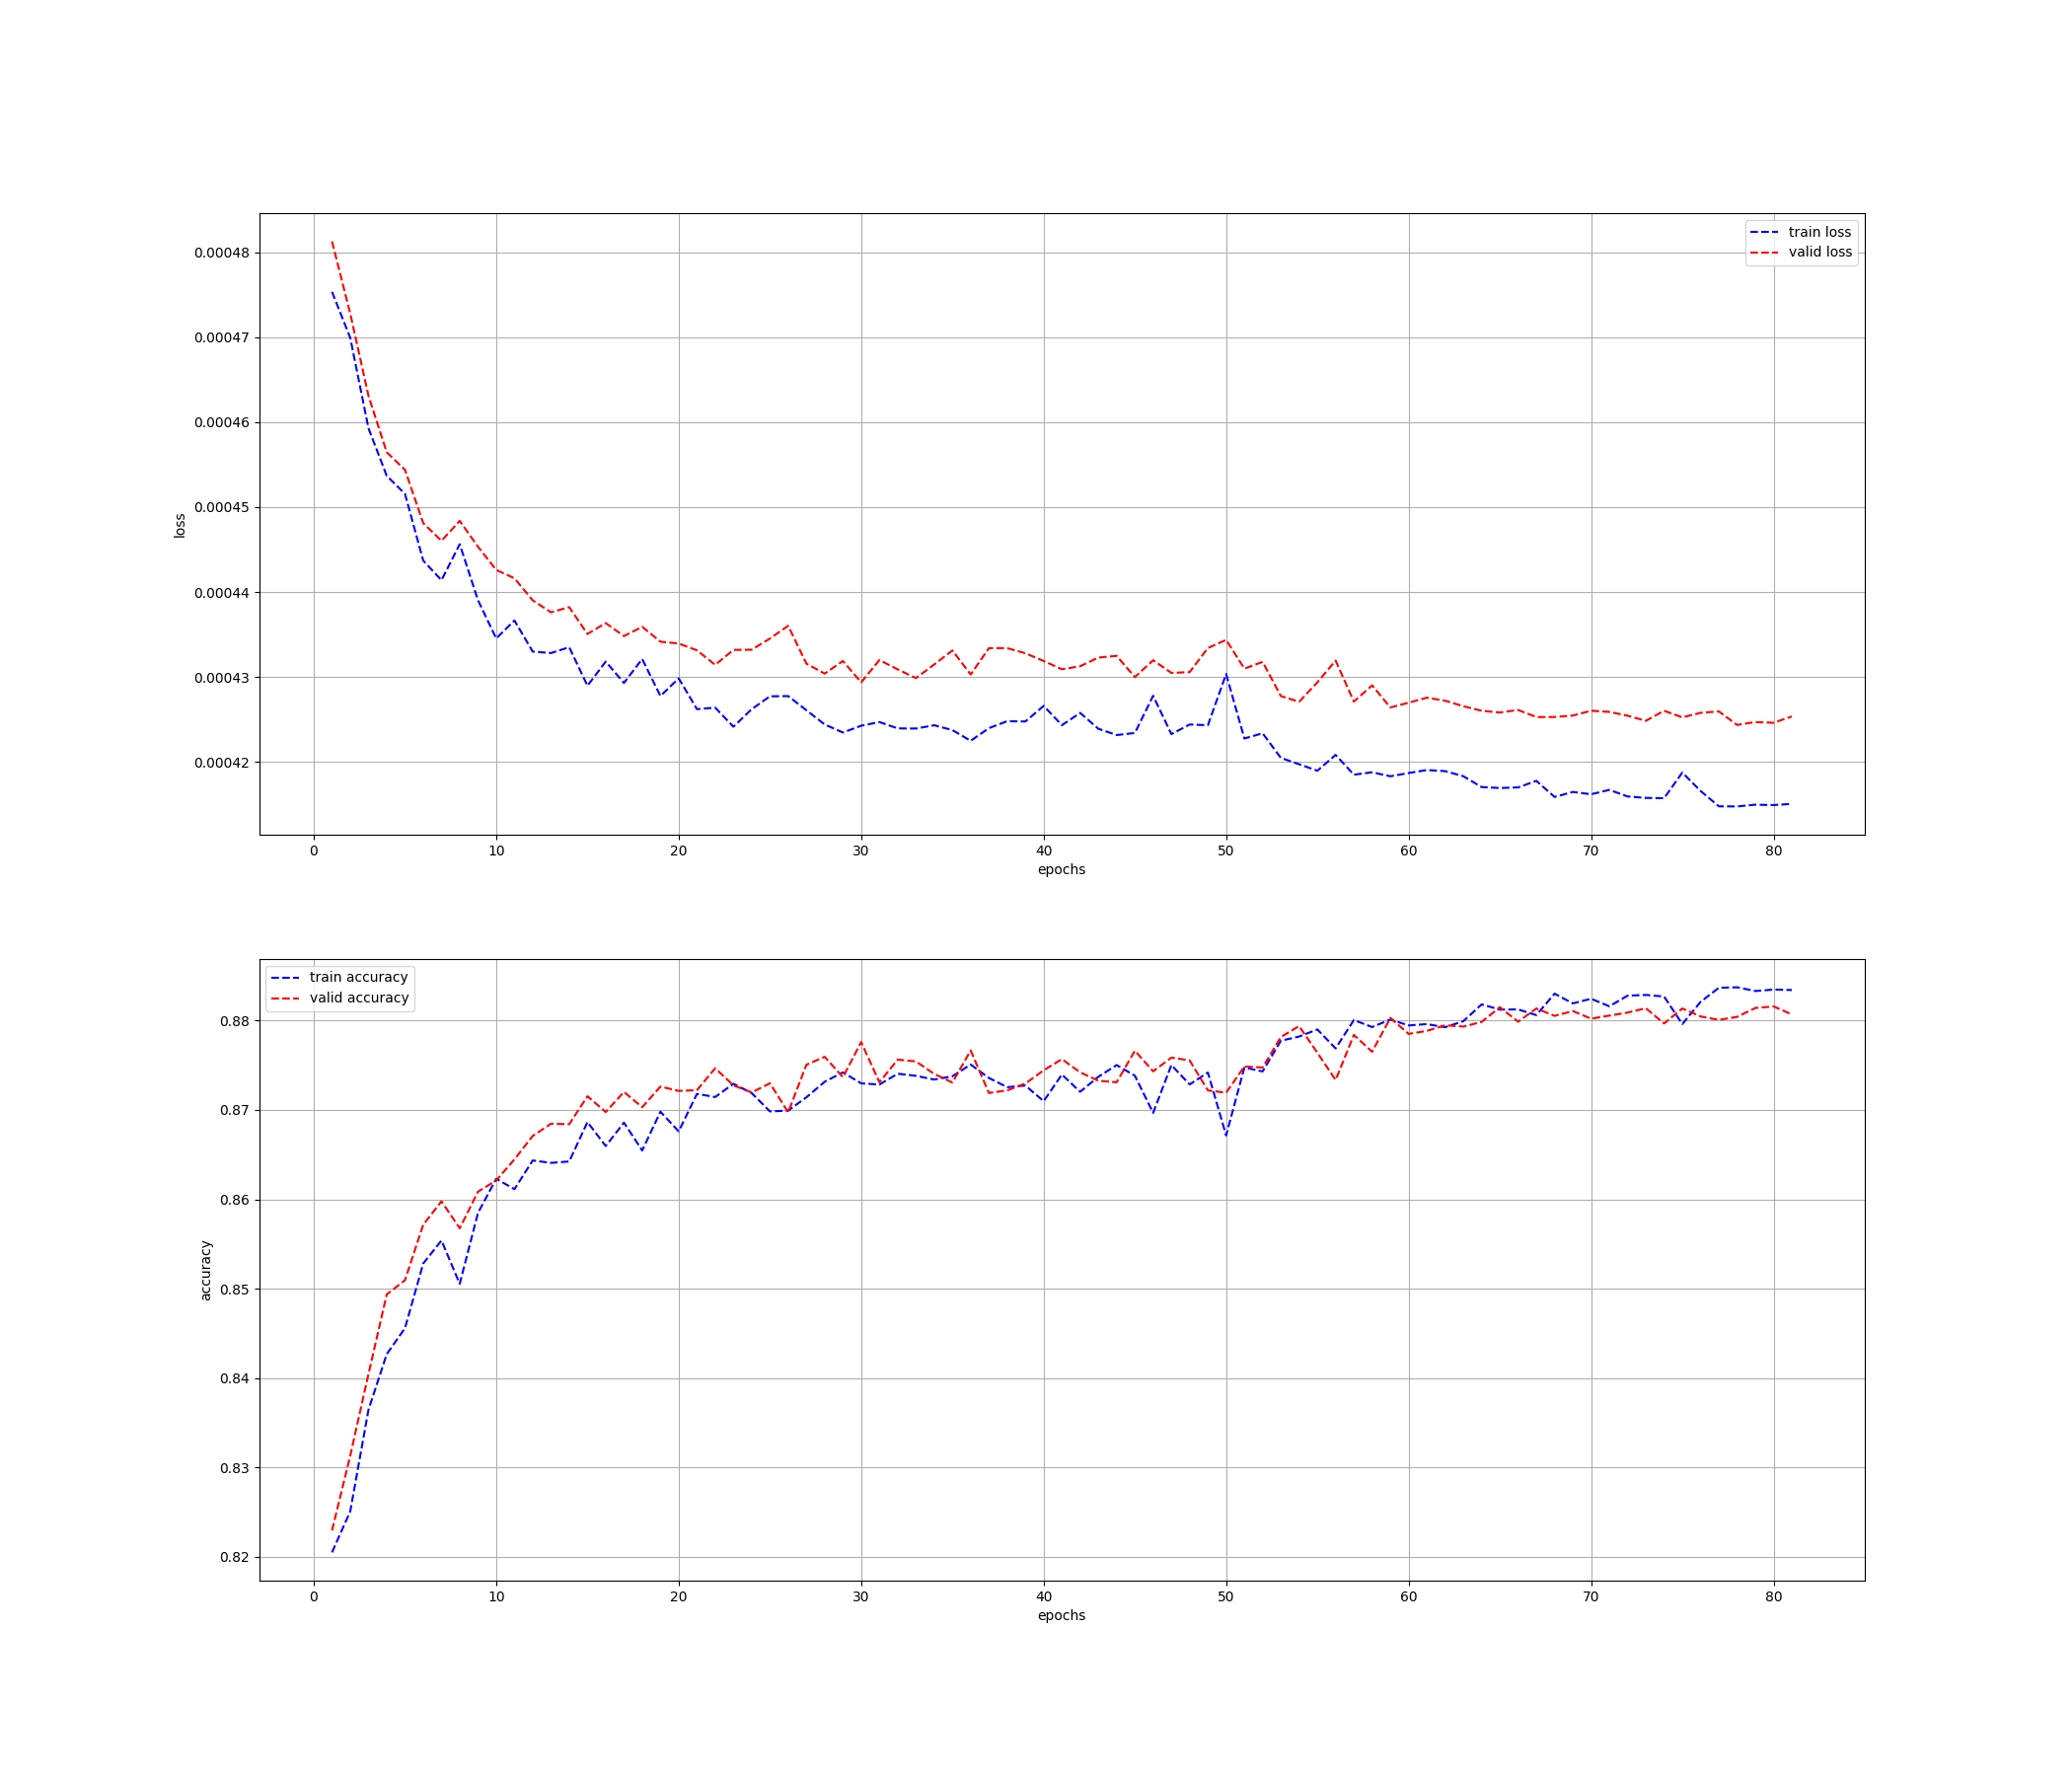 train loss
valid loss
0.00048
0.00047
0.00046
0.00045
0.00044
0.00043
0.00042
loss
0 10 20 30 40 50 60 70 80
epochs
train accuracy
valid accuracy
0.88
0.87
0.86
0.85
0.84
0.83
0.82
accuracy
0 10 20 30 40 50 60 70 80
epochs